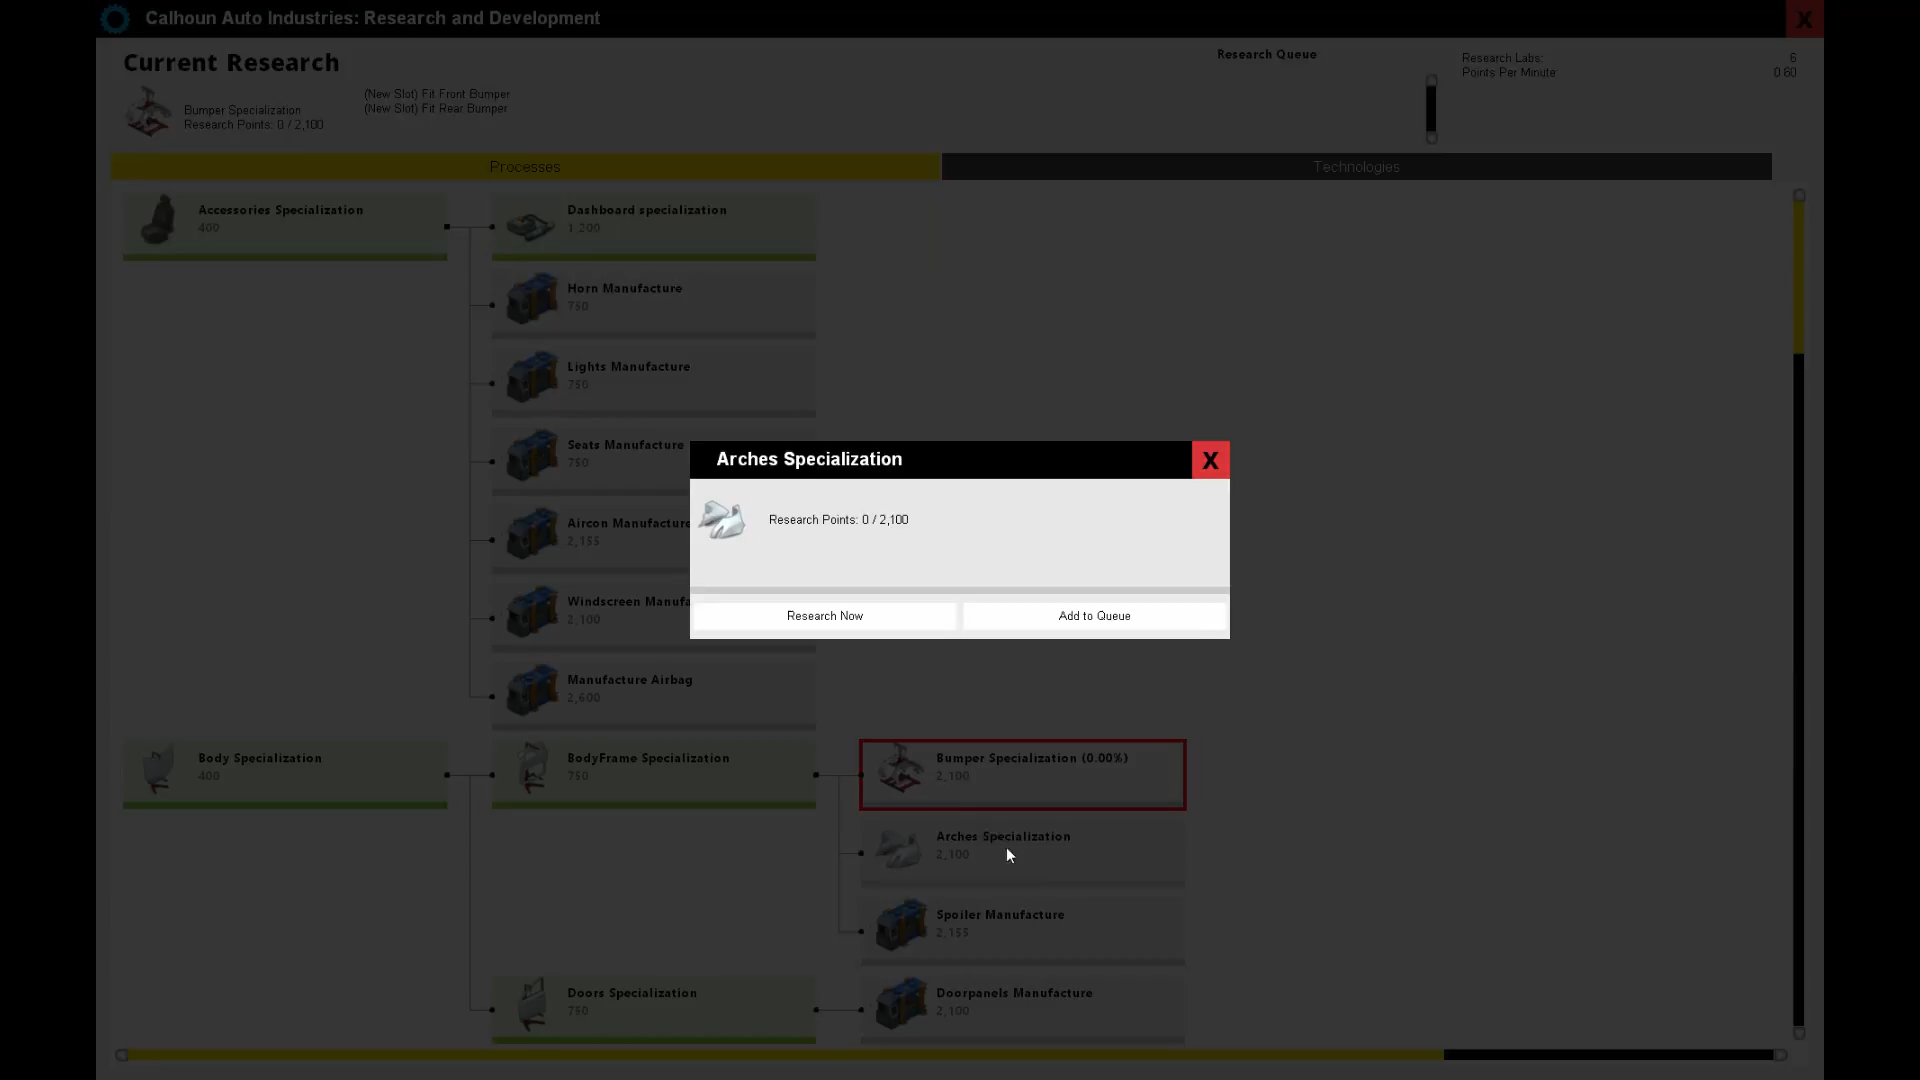 Calhoun Auto Industries: Research and Development
X
Current Research
Research Queue
Research Labs: 6
Points Per Minute: 0.60
Bumper Specialization
Research Points: 0 / 2,100
(New Slot) Fit Front Bumper
(New Slot) Fit Rear Bumper
Processes
Technologies
Accessories Specialization
400
Dashboard specialization
1,200
Horn Manufacture
750
Lights Manufacture
750
Seats Manufacture
750
Aircon Manufacture
2,155
Windscreen Manufa
2,100
Manufacture Airbag
2,600
Arches Specialization
X
Research Points: 0 / 2,100
Research Now
Add to Queue
Body Specialization
400
BodyFrame Specialization
750
Bumper Specialization (0.00%)
2,100
Arches Specialization
2,100
Spoiler Manufacture
2,155
Doors Specialization
750
Doorpanels Manufacture
2,100